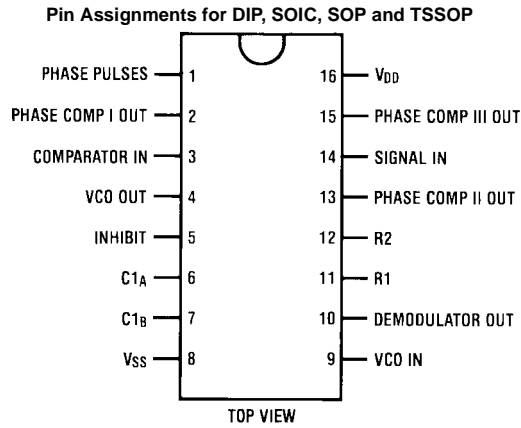 Pin Assignments for DIP, SOIC, SOP and TSSOP
PHASE PULSES 1 16 VDD
PHASE COMP I OUT 2 15 PHASE COMP III OUT
COMPARATOR IN 3 14 SIGNAL IN
VCO OUT 4 13 PHASE COMP II OUT
INHIBIT 5 12 R2
C1A 6 11 R1
C1B 7 10 DEMODULATOR OUT
VSS 8 9 VCO IN
TOP VIEW